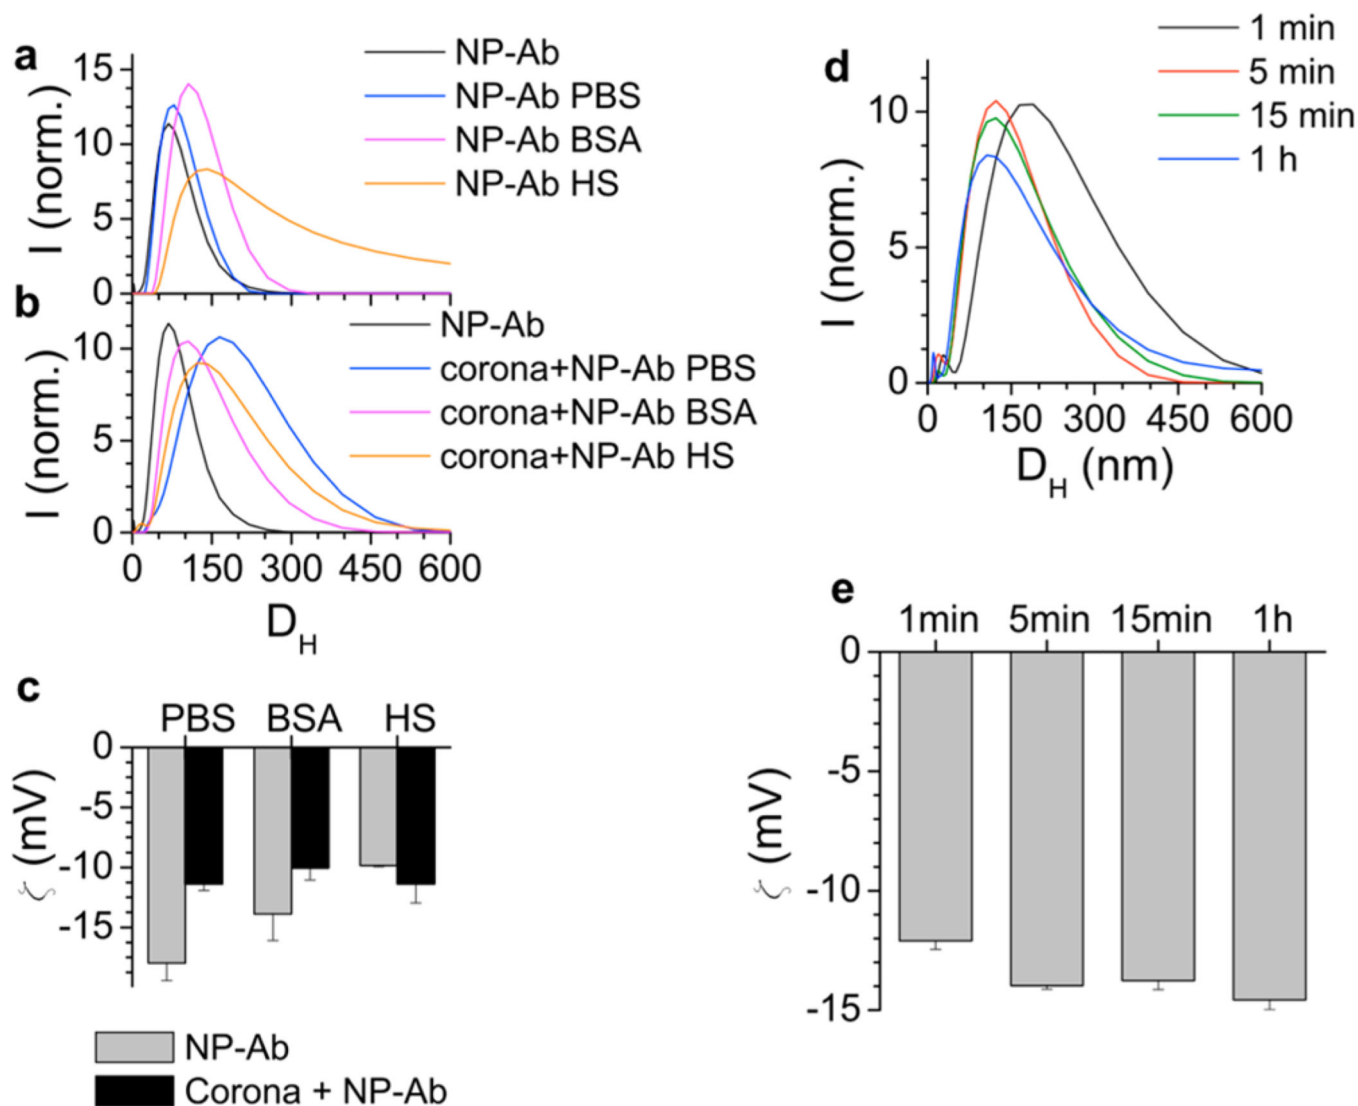 a
NP-Ab
NP-Ab PBS
NP-Ab BSA
NP-Ab HS
I (norm.)
15
10
5
0
b
NP-Ab
corona+NP-Ab PBS
corona+NP-Ab BSA
corona+NP-Ab HS
I (norm.)
10
5
0
0 150 300 450 600
D_H
c
PBS BSA HS
ζ (mV)
0
-5
-10
-15
NP-Ab
Corona + NP-Ab
d
1 min
5 min
15 min
1 h
I (norm.)
10
5
0
0 150 300 450 600
D_H (nm)
e
1min 5min 15min 1h
ζ (mV)
0
-5
-10
-15